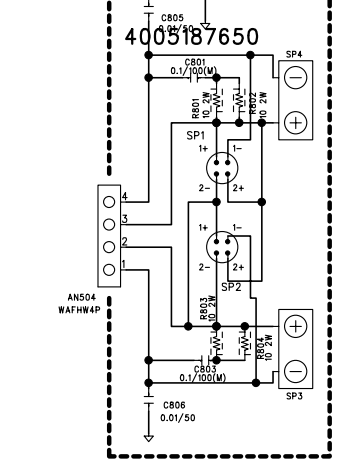 C805
0.01/50
4005187650
SP4
C801
0.1/100(M)
R801
10 2W
R802
10 2W
−
+
SP1
1+ 1-
2- 2+
4
3
2
1
1+ 1-
2- 2+
SP2
AN504
WAFHW4P
R803
10 2W
R804
10 2W
+
−
C803
0.1/100(M)
SP3
C806
0.01/50